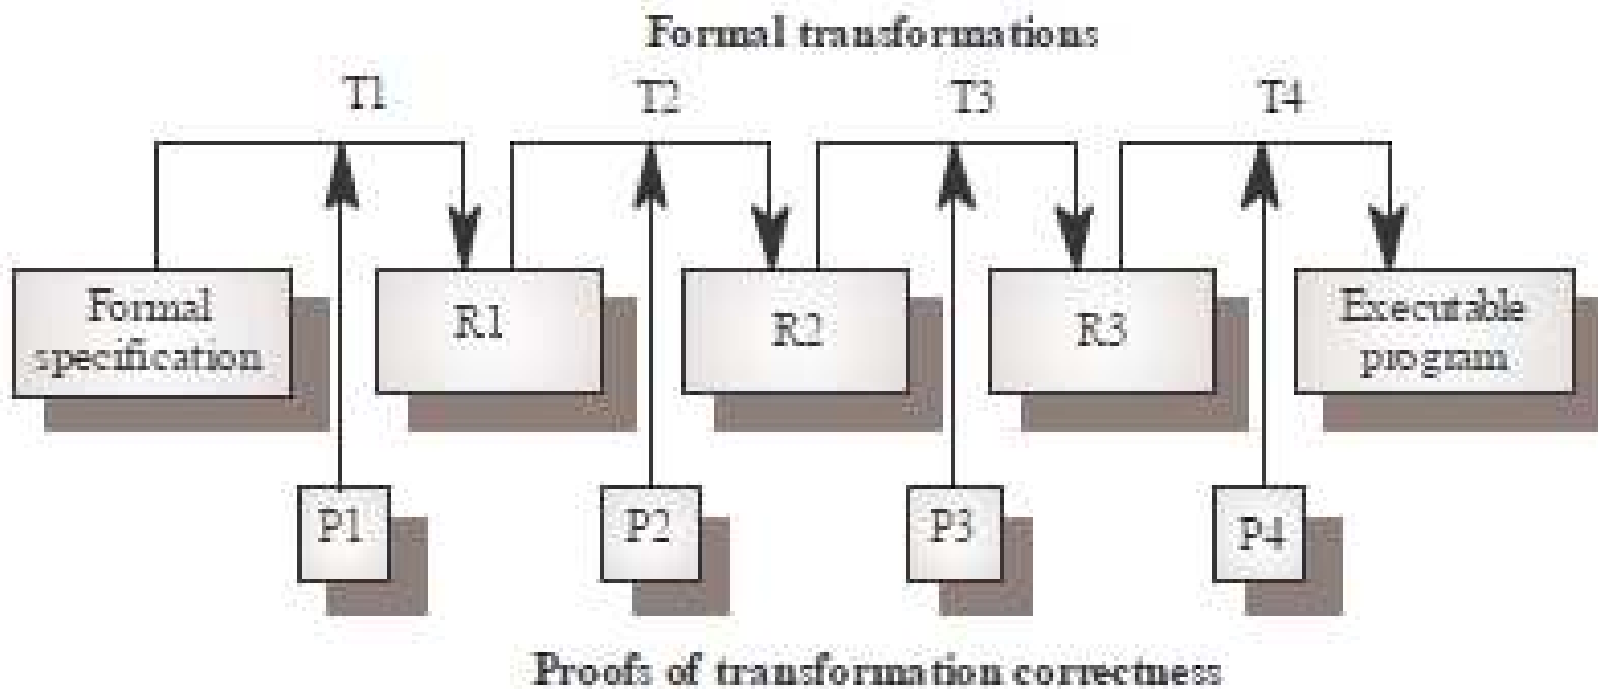 Formal transformations
T1
T2
T3
T4
Formal
specification
R1
R2
R3
Executable
program
P1
P2
P3
P4
Proofs of transformation correctness